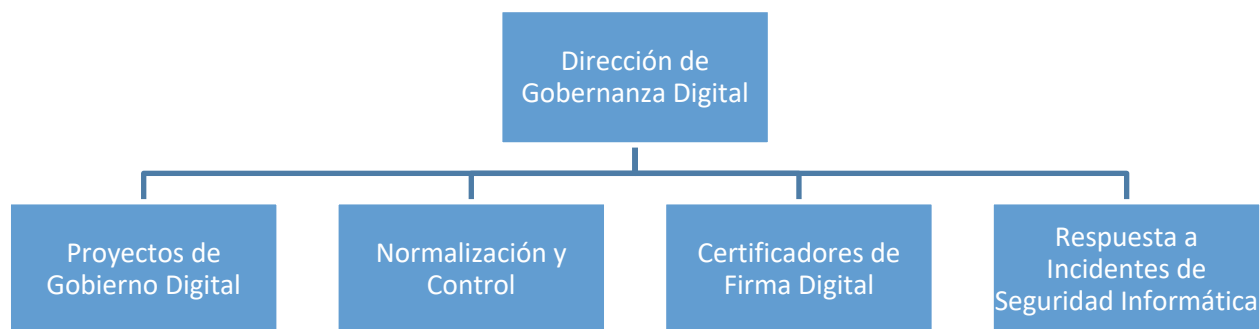 Dirección de
Gobernanza Digital
Proyectos de
Gobierno Digital
Normalización y
Control
Certificadores de
Firma Digital
Respuesta a
Incidentes de
Seguridad Informática